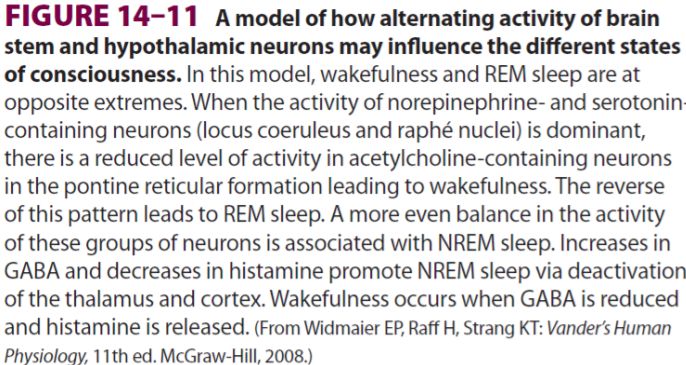 FIGURE 14–11 A model of how alternating activity of brain
stem and hypothalamic neurons may influence the different states
of consciousness. In this model, wakefulness and REM sleep are at
opposite extremes. When the activity of norepinephrine- and serotonin-
containing neurons (locus coeruleus and raphé nuclei) is dominant,
there is a reduced level of activity in acetylcholine-containing neurons
in the pontine reticular formation leading to wakefulness. The reverse
of this pattern leads to REM sleep. A more even balance in the activity
of these groups of neurons is associated with NREM sleep. Increases in
GABA and decreases in histamine promote NREM sleep via deactivation
of the thalamus and cortex. Wakefulness occurs when GABA is reduced
and histamine is released. (From Widmaier EP, Raff H, Strang KT: Vander's Human
Physiology, 11th ed. McGraw-Hill, 2008.)